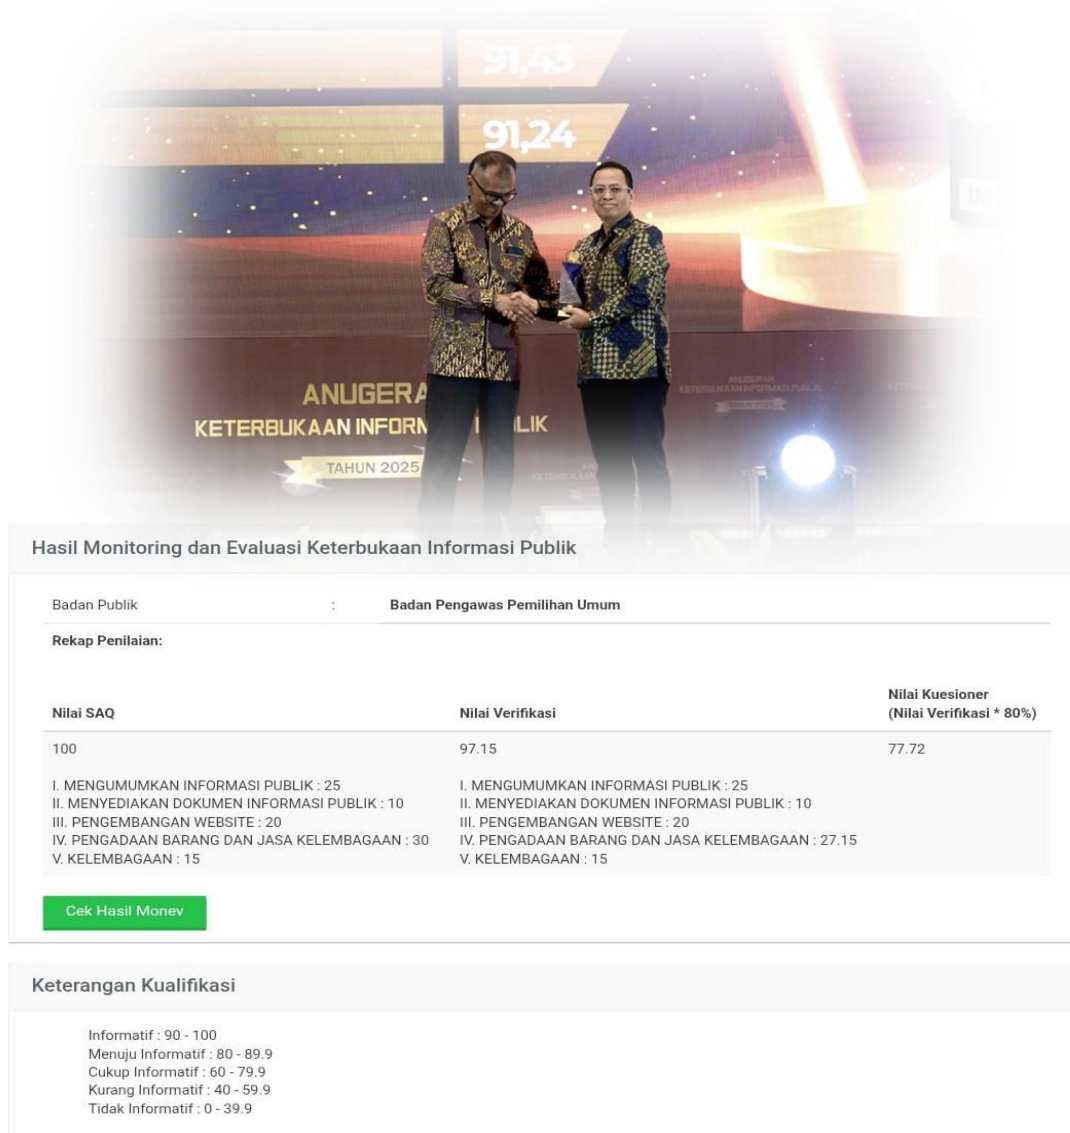 91,43
91,24
ANUGERA
KETERBUKAAN INFORM
LIK
TAHUN 2025
ANUGERAH
KETERBUKAAN INFORMASI PUBLIK
TAHUN 2025
Hasil Monitoring dan Evaluasi Keterbukaan Informasi Publik
Badan Publik : Badan Pengawas Pemilihan Umum
Rekap Penilaian:
Nilai SAQ Nilai Verifikasi Nilai Kuesioner
(Nilai Verifikasi * 80%)
100 97.15 77.72
I. MENGUMUMKAN INFORMASI PUBLIK : 25 I. MENGUMUMKAN INFORMASI PUBLIK : 25
II. MENYEDIAKAN DOKUMEN INFORMASI PUBLIK : 10 II. MENYEDIAKAN DOKUMEN INFORMASI PUBLIK : 10
III. PENGEMBANGAN WEBSITE : 20 III. PENGEMBANGAN WEBSITE : 20
IV. PENGADAAN BARANG DAN JASA KELEMBAGAAN : 30 IV. PENGADAAN BARANG DAN JASA KELEMBAGAAN : 27.15
V. KELEMBAGAAN : 15 V. KELEMBAGAAN : 15
Cek Hasil Monev
Keterangan Kualifikasi
Informatif : 90 - 100
Menuju Informatif : 80 - 89.9
Cukup Informatif : 60 - 79.9
Kurang Informatif : 40 - 59.9
Tidak Informatif : 0 - 39.9